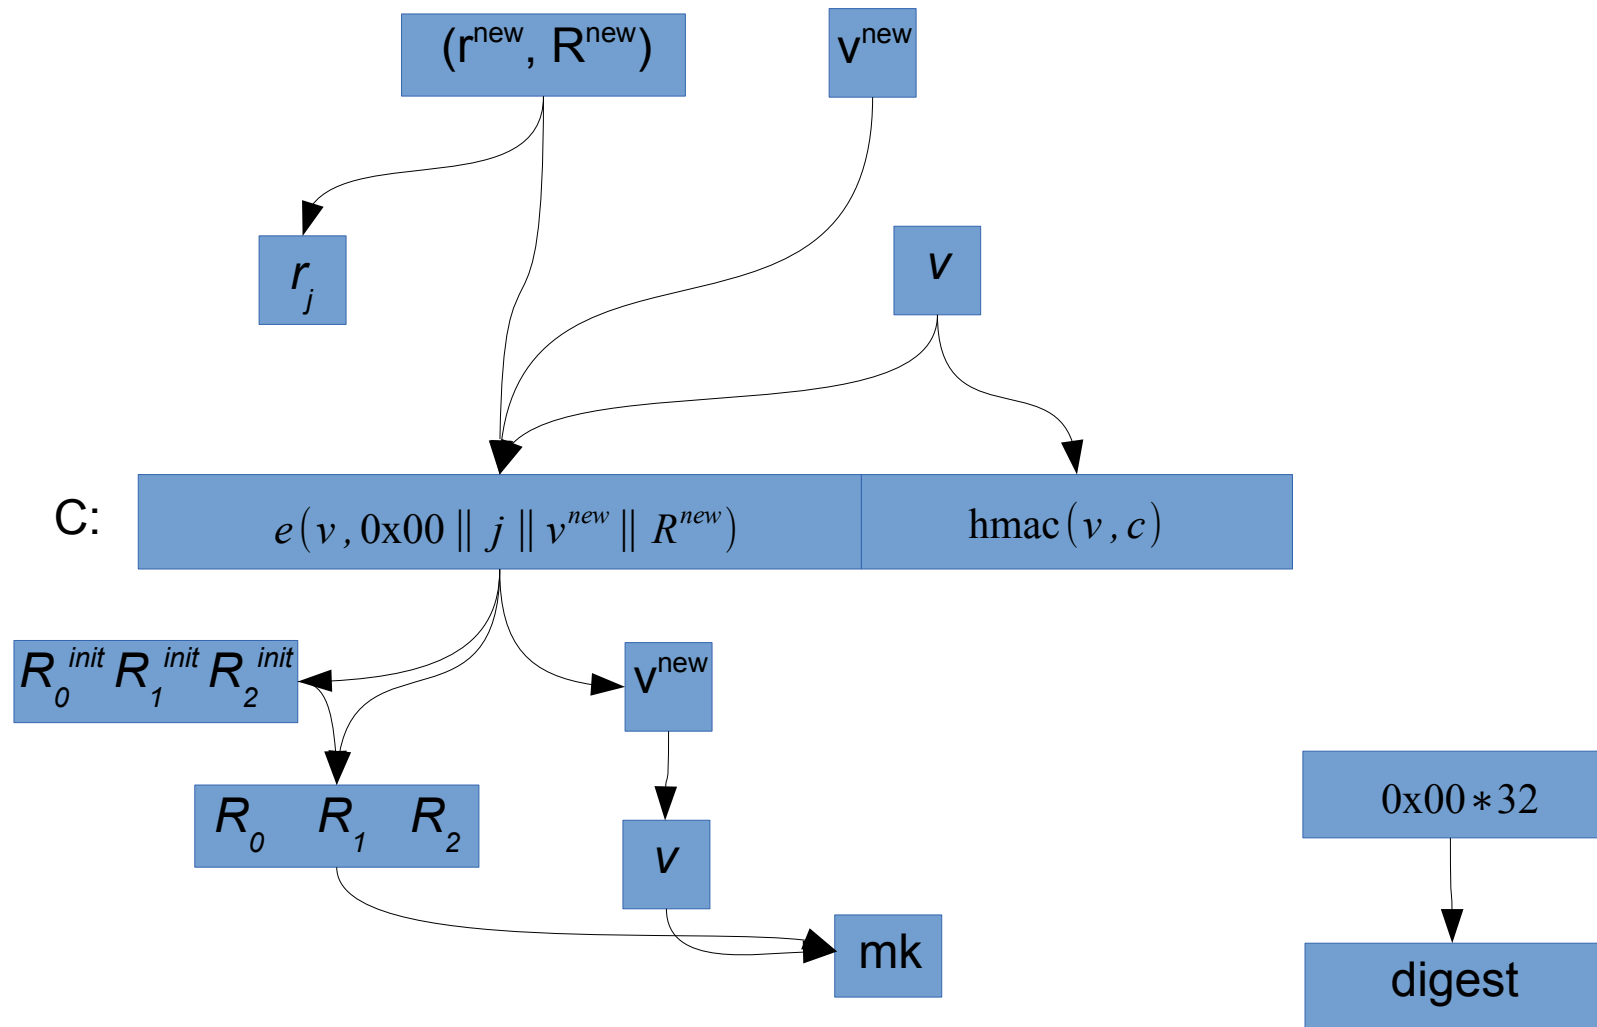 (r^new, R^new)
v^new
r_j
v
C:
e(v, 0x00 || j || v^new || R^new)
hmac(v, c)
R_0^init R_1^init R_2^init
v^new
R_0 R_1 R_2
v
mk
0x00*32
digest